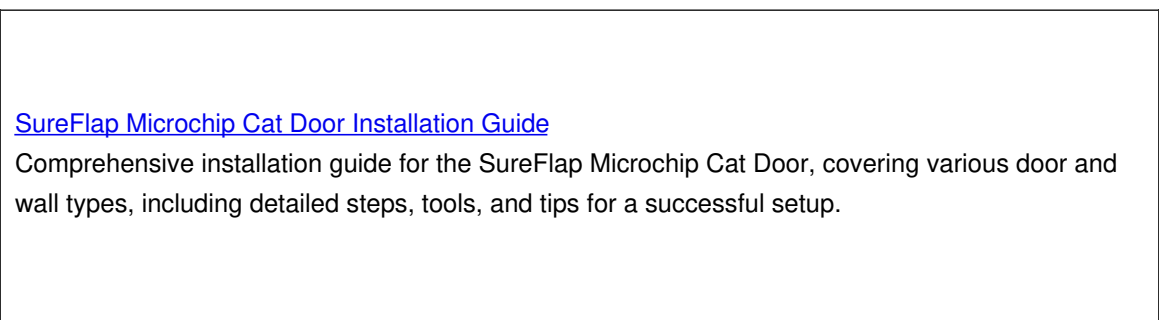 SureFlap Microchip Cat Door Installation Guide
Comprehensive installation guide for the SureFlap Microchip Cat Door, covering various door and
wall types, including detailed steps, tools, and tips for a successful setup.